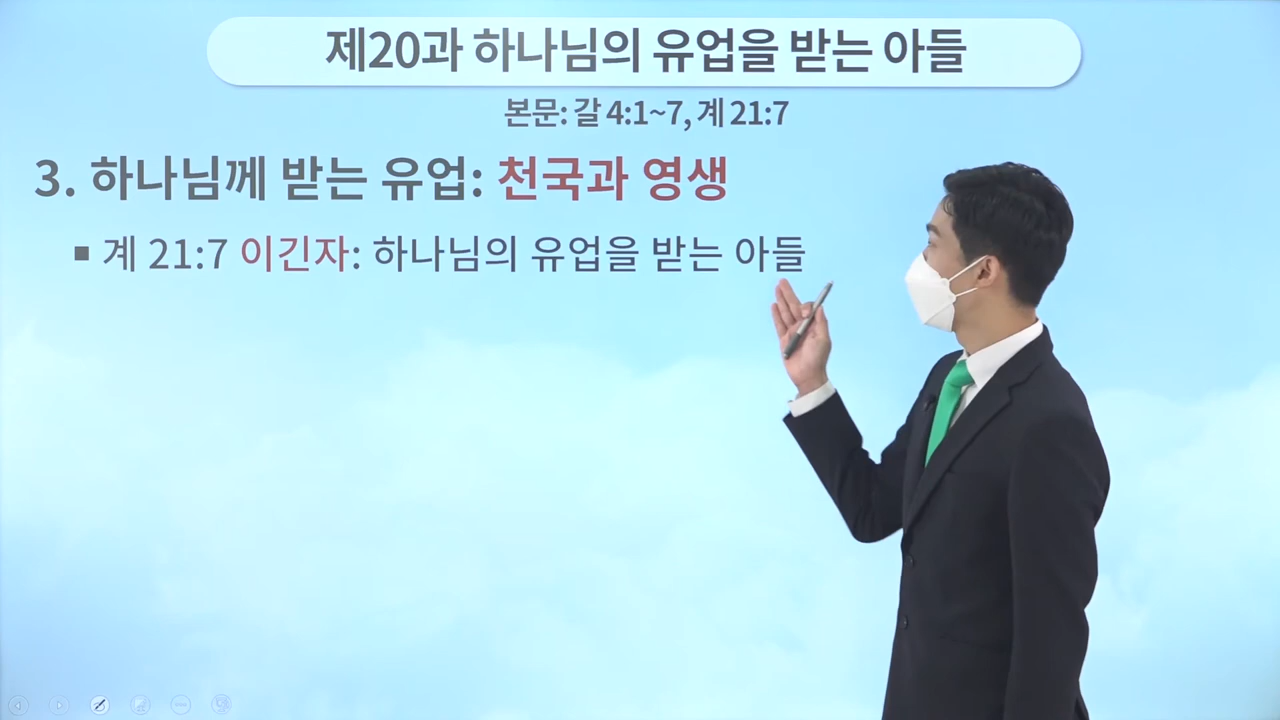 제20과 하나님의 유업을 받는 아들
본문: 갈 4:1~7, 계 21:7
3. 하나님께 받는 유업: 천국과 영생
▪ 계 21:7 이긴자: 하나님의 유업을 받는 아들